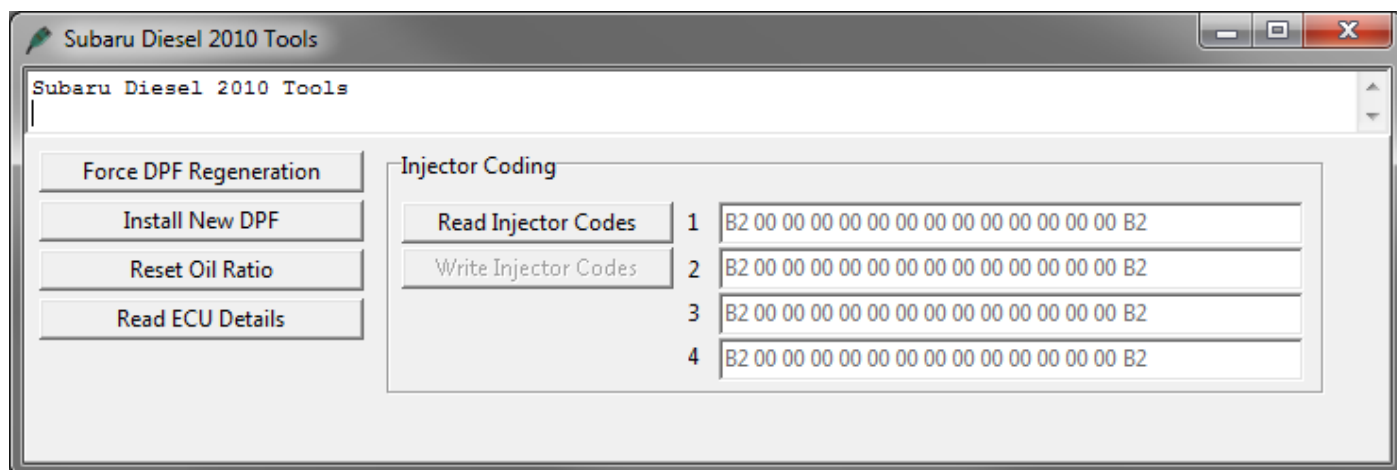 Subaru Diesel 2010 Tools
Subaru Diesel 2010 Tools
Force DPF Regeneration
Install New DPF
Reset Oil Ratio
Read ECU Details
Injector Coding
Read Injector Codes
Write Injector Codes
1 B2 00 00 00 00 00 00 00 00 00 00 00 00 B2
2 B2 00 00 00 00 00 00 00 00 00 00 00 00 B2
3 B2 00 00 00 00 00 00 00 00 00 00 00 00 B2
4 B2 00 00 00 00 00 00 00 00 00 00 00 00 B2